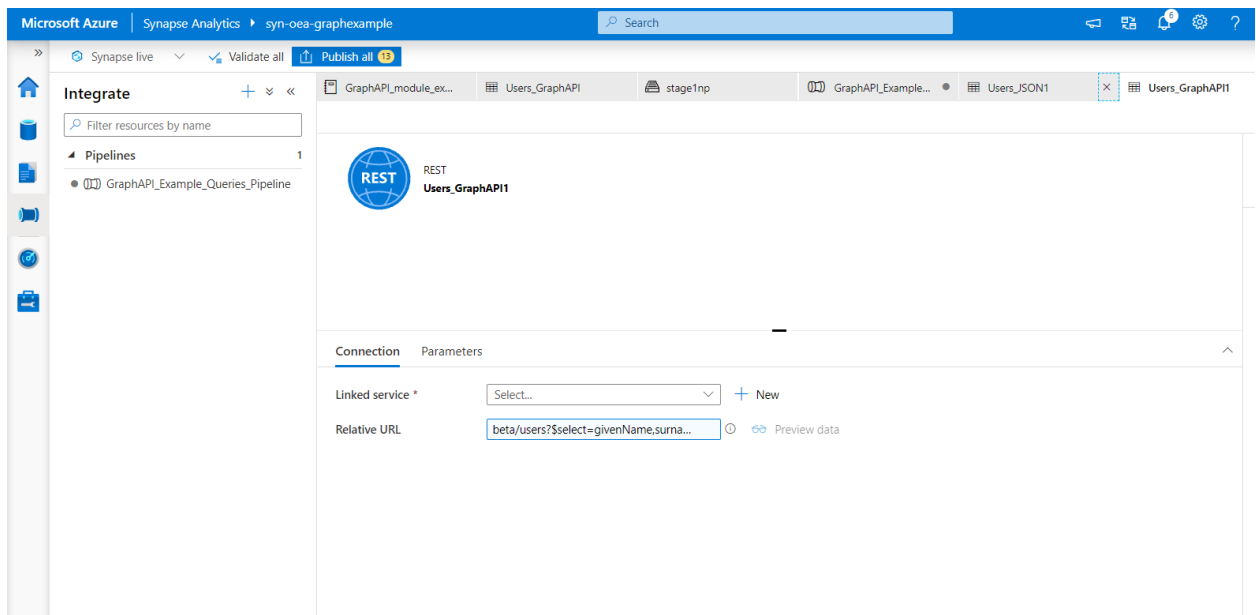 Microsoft Azure Synapse Analytics syn-oea-graphexample Search 6 ?
Synapse live Validate all Publish all 13
Integrate
Filter resources by name
Pipelines 1
GraphAPI_Example_Queries_Pipeline
GraphAPI_module_ex... Users_GraphAPI stage1np GraphAPI_Example... Users_JSON1 Users_GraphAPI1
REST
REST
Users_GraphAPI1
Connection Parameters
Linked service * Select... New
Relative URL beta/users?$select=givenName,surna... Preview data